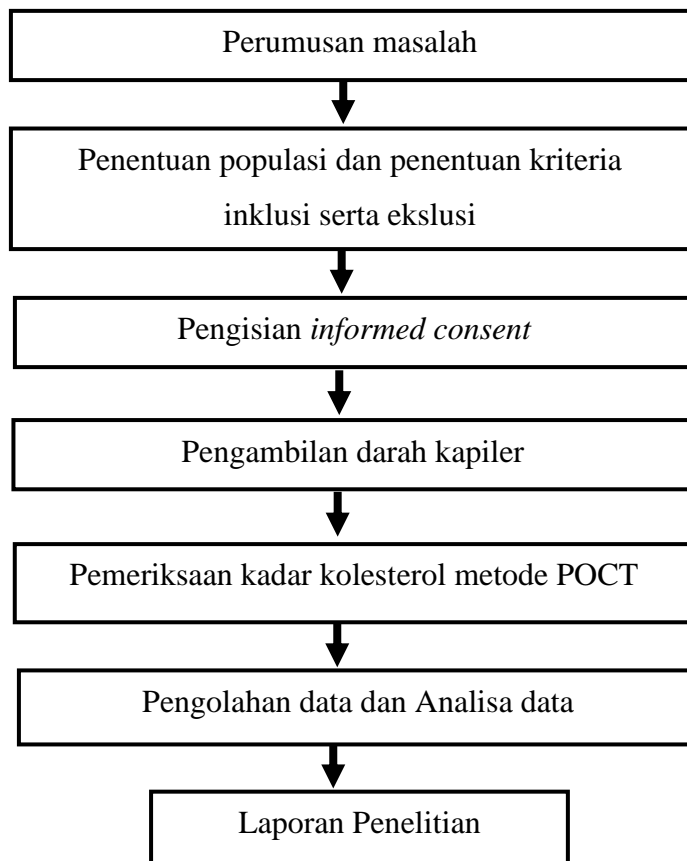 Perumusan masalah
Penentuan populasi dan penentuan kriteria
inklusi serta ekslusi
Pengisian informed consent
Pengambilan darah kapiler
Pemeriksaan kadar kolesterol metode POCT
Pengolahan data dan Analisa data
Laporan Penelitian